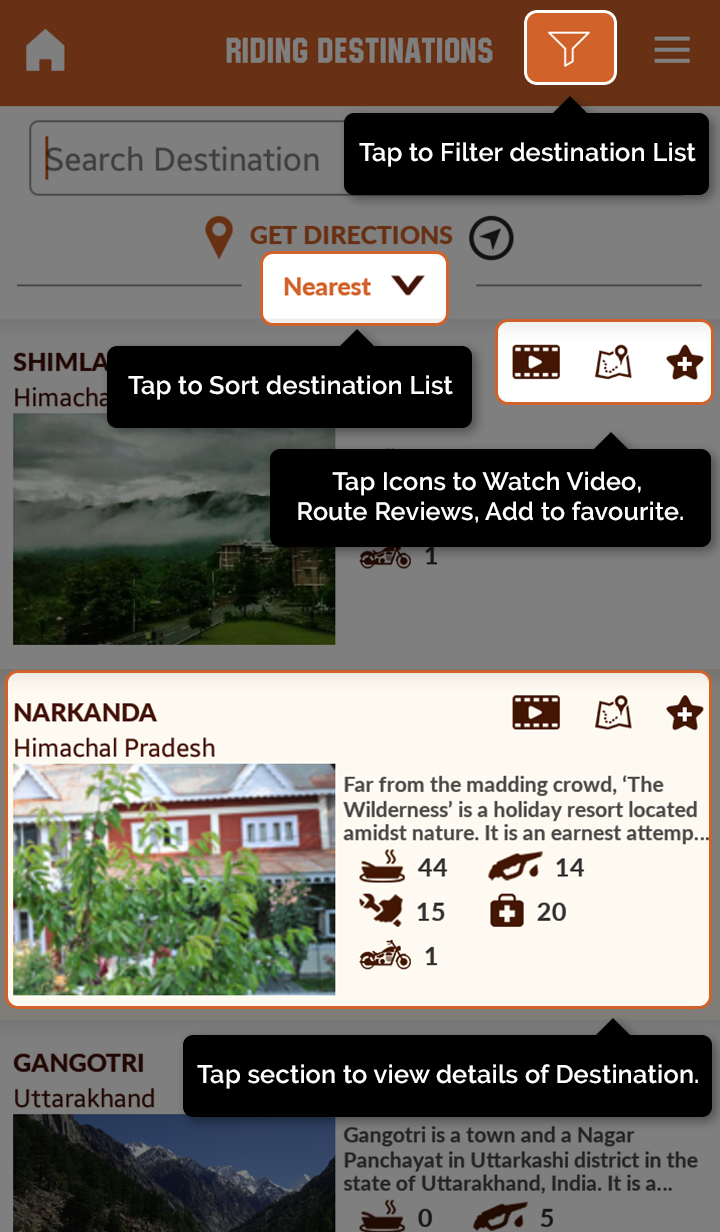 RIDING DESTINATIONS
Tap to Filter destination List
Search Destination
GET DIRECTIONS
Nearest
SHIMLA
Tap to Sort destination List
Himacha
Tap Icons to Watch Video,
Route Reviews, Add to favourite.
1
NARKANDA
Himachal Pradesh
Far from the madding crowd, ‘The
Wilderness’ is a holiday resort located
amidst nature. It is an earnest attemp...
44 14
15 20
1
GANGOTRI
Tap section to view details of Destination.
Uttarakhand
Gangotri is a town and a Nagar
Panchayat in Uttarkashi district in the
state of Uttarakhand, India. It is a...
0 5